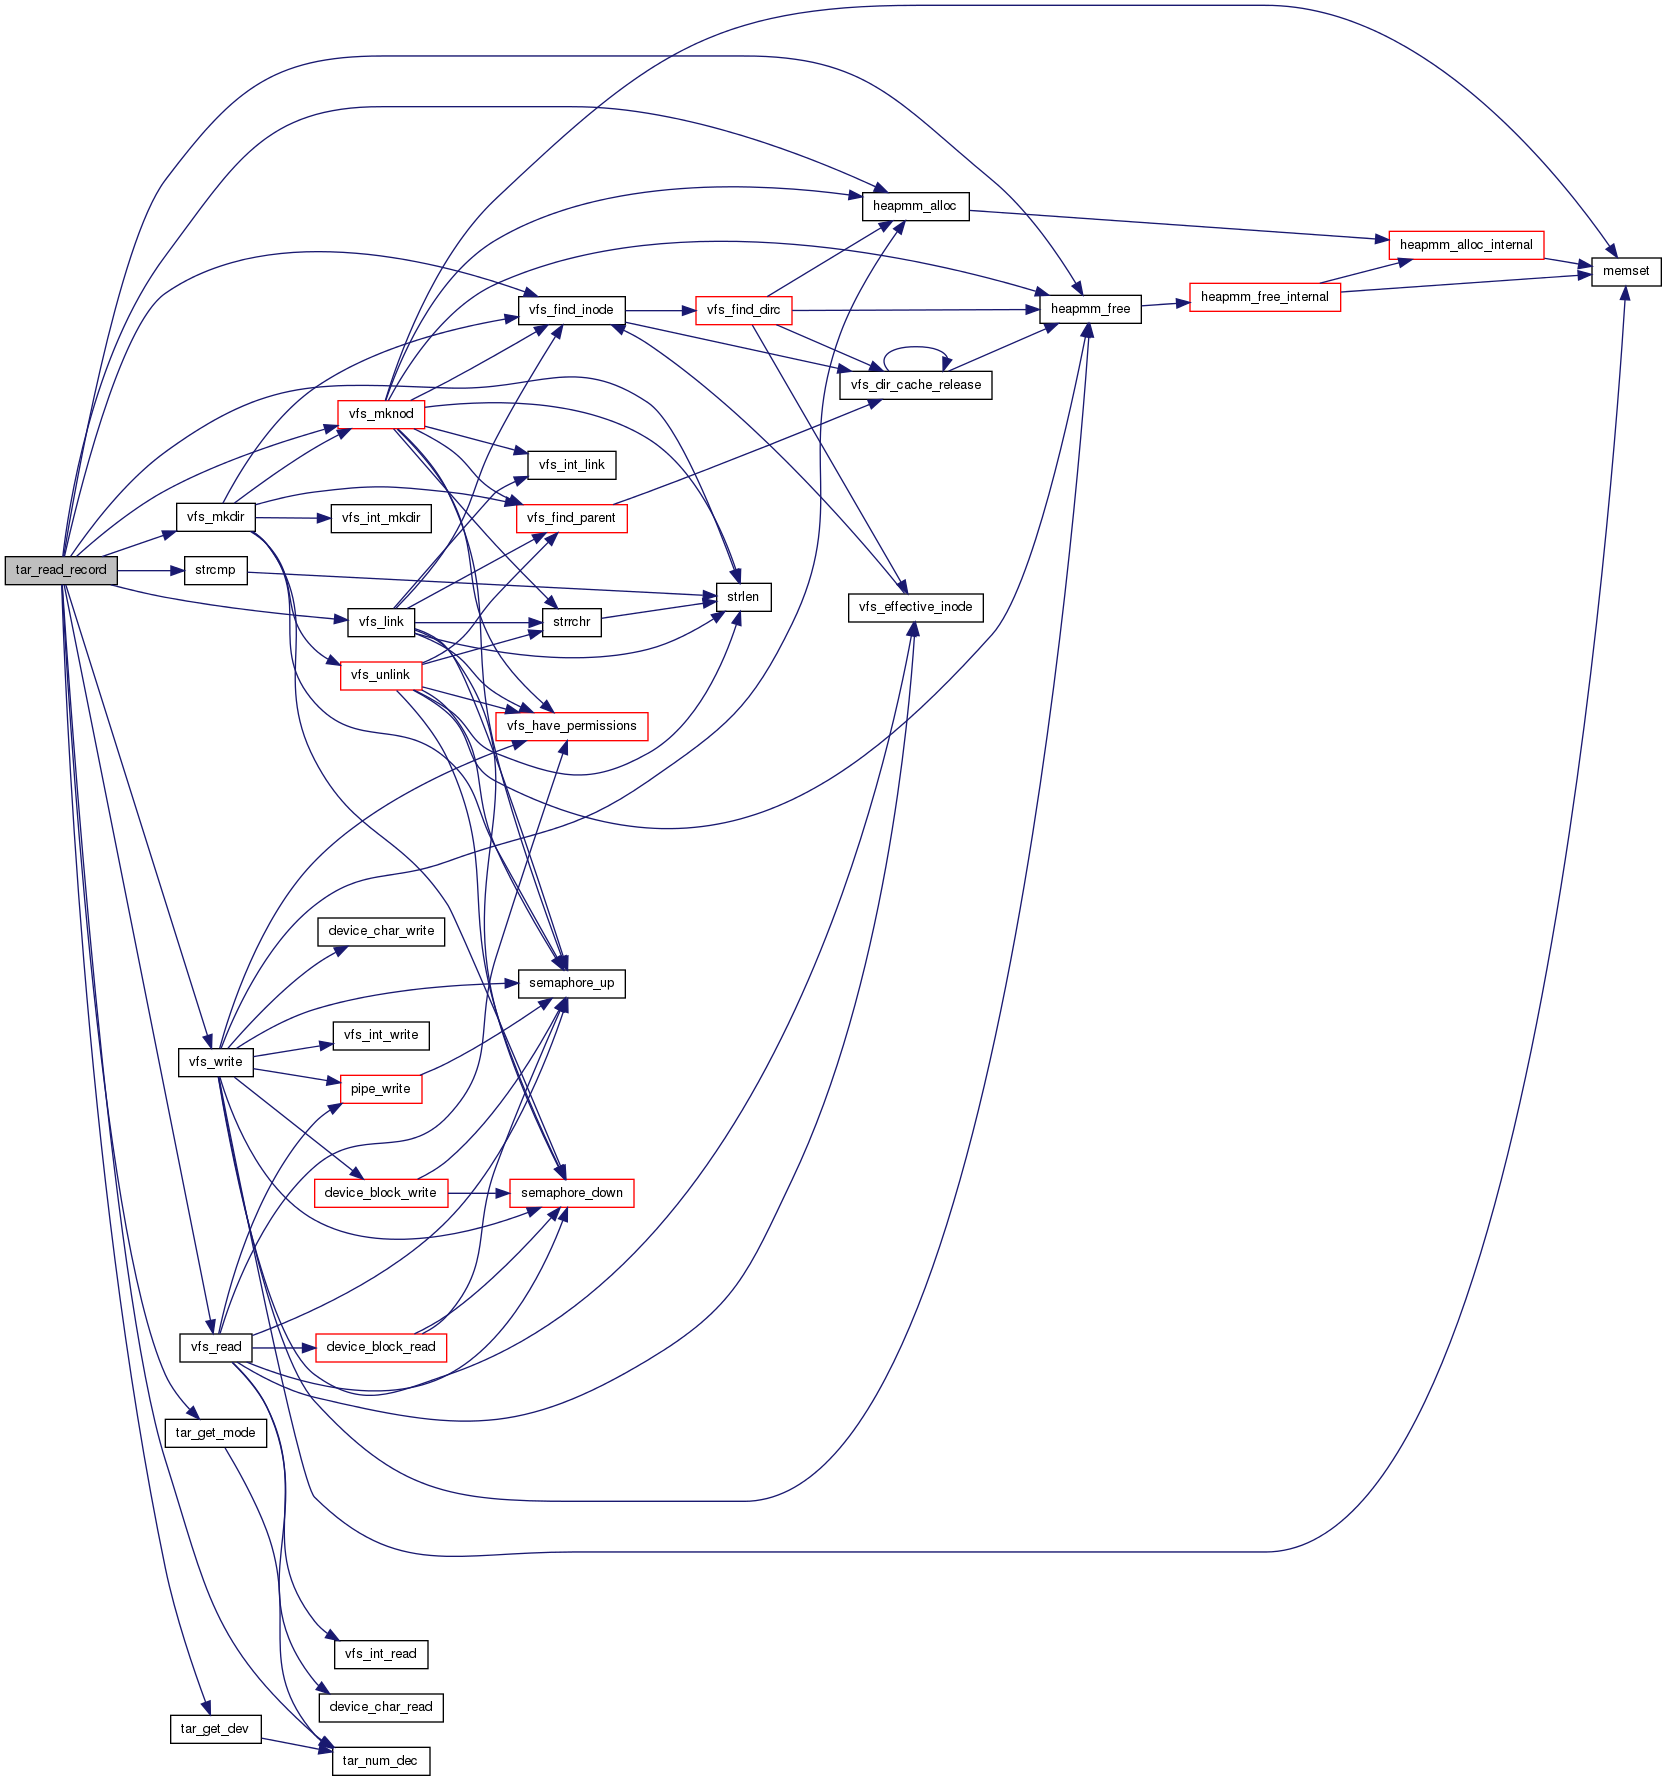 heapmm_alloc
heapmm_alloc_internal
memset
heapmm_free_internal
vfs_find_inode
vfs_find_dirc
heapmm_free
vfs_dir_cache_release
vfs_mknod
vfs_int_link
vfs_mkdir
vfs_int_mkdir
vfs_find_parent
tar_read_record
strcmp
strlen
vfs_effective_inode
vfs_link
strrchr
vfs_unlink
vfs_have_permissions
device_char_write
semaphore_up
vfs_int_write
vfs_write
pipe_write
device_block_write
semaphore_down
vfs_read
device_block_read
tar_get_mode
vfs_int_read
device_char_read
tar_get_dev
tar_num_dec